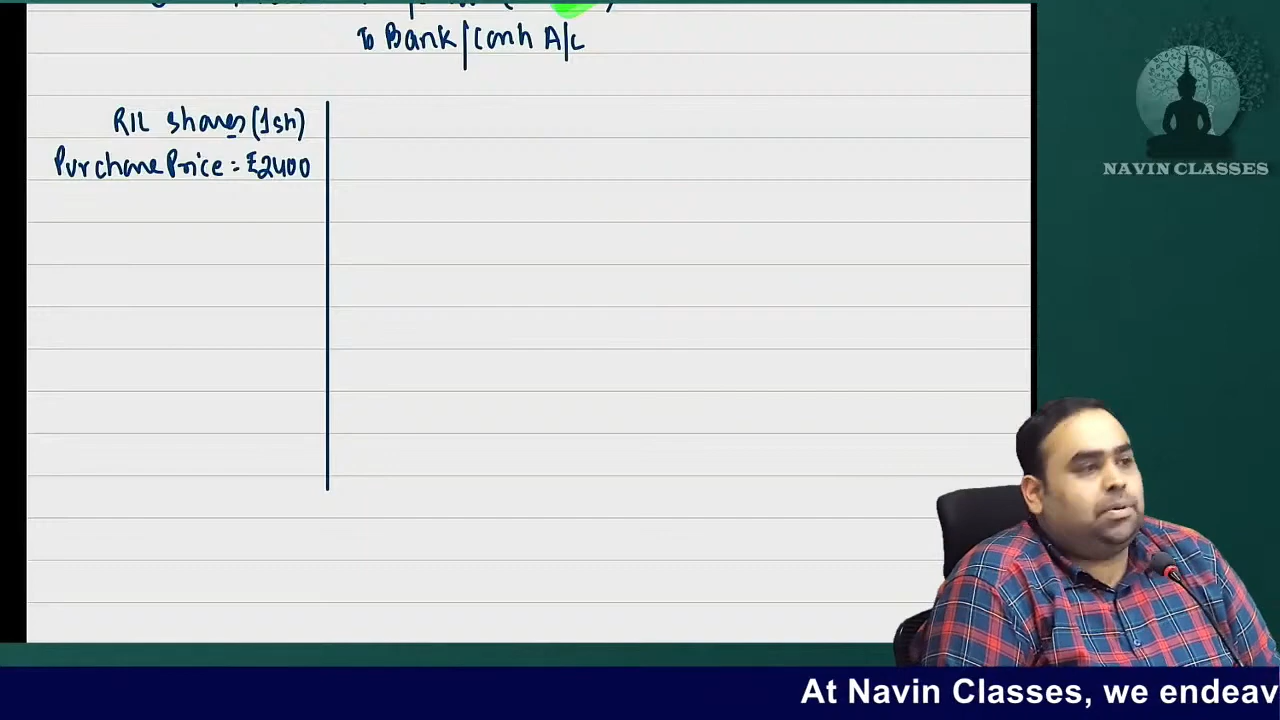 To Bank/Cash A/c
RIL shares (1sh)
Purchase Price = ₹2400
NAVIN CLASSES
At Navin Classes, we endeav